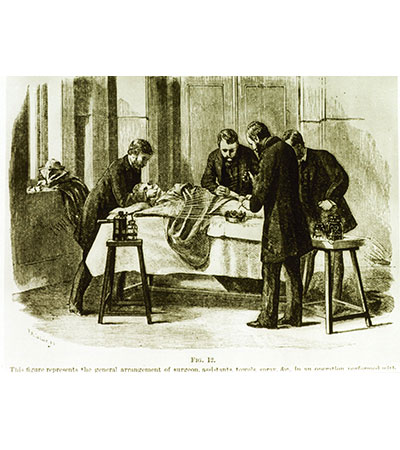 FIG. 12.
This figure represents the general arrangement of surgeon, assistants, towels, spray, &c. in an operation performed